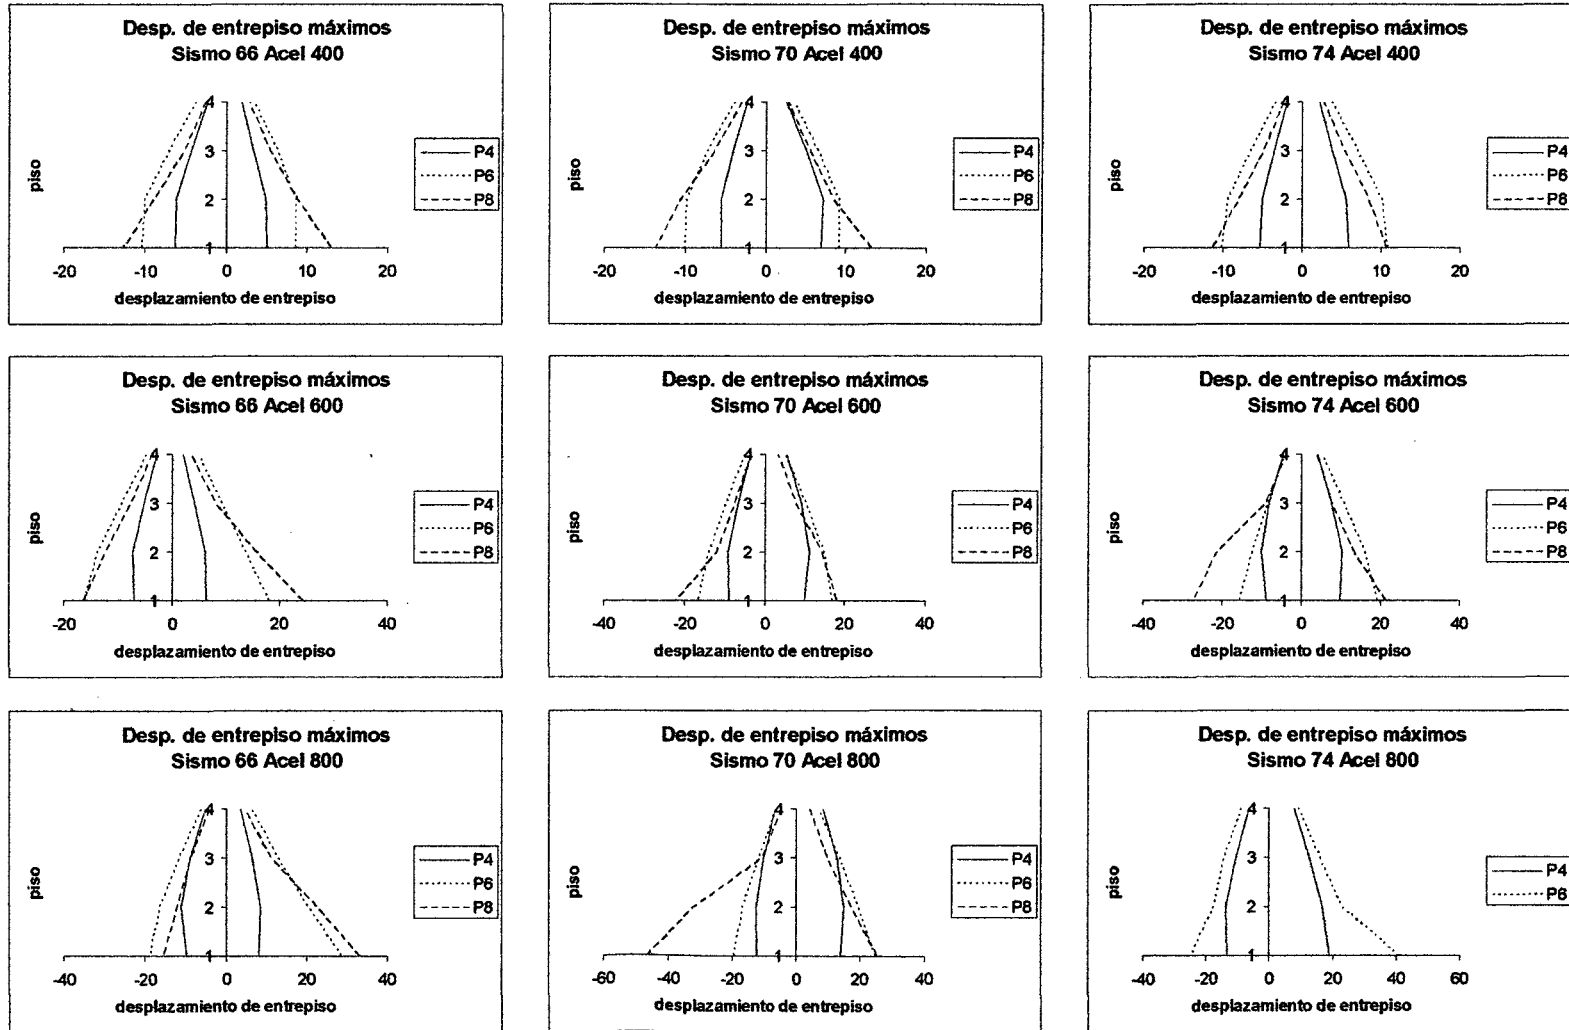 Desp. de entrepiso máximos
Sismo 66 Acel 400
piso
4
3
2
1
-20 -10 0 10 20
desplazamiento de entrepiso
P4
P6
P8
Desp. de entrepiso máximos
Sismo 70 Acel 400
piso
4
3
2
1
-20 -10 0 10 20
desplazamiento de entrepiso
P4
P6
P8
Desp. de entrepiso máximos
Sismo 74 Acel 400
piso
4
3
2
1
-20 -10 0 10 20
desplazamiento de entrepiso
P4
P6
P8
Desp. de entrepiso máximos
Sismo 66 Acel 600
piso
4
3
2
1
-20 0 20 40
desplazamiento de entrepiso
P4
P6
P8
Desp. de entrepiso máximos
Sismo 70 Acel 600
piso
4
3
2
1
-40 -20 0 20 40
desplazamiento de entrepiso
P4
P6
P8
Desp. de entrepiso máximos
Sismo 74 Acel 600
piso
4
3
2
1
-40 -20 0 20 40
desplazamiento de entrepiso
P4
P6
P8
Desp. de entrepiso máximos
Sismo 66 Acel 800
piso
4
3
2
1
-40 -20 0 20 40
desplazamiento de entrepiso
P4
P6
P8
Desp. de entrepiso máximos
Sismo 70 Acel 800
piso
4
3
2
1
-60 -40 -20 0 20 40
desplazamiento de entrepiso
P4
P6
P8
Desp. de entrepiso máximos
Sismo 74 Acel 800
piso
4
3
2
1
-40 -20 0 20 40 60
desplazamiento de entrepiso
P4
P6